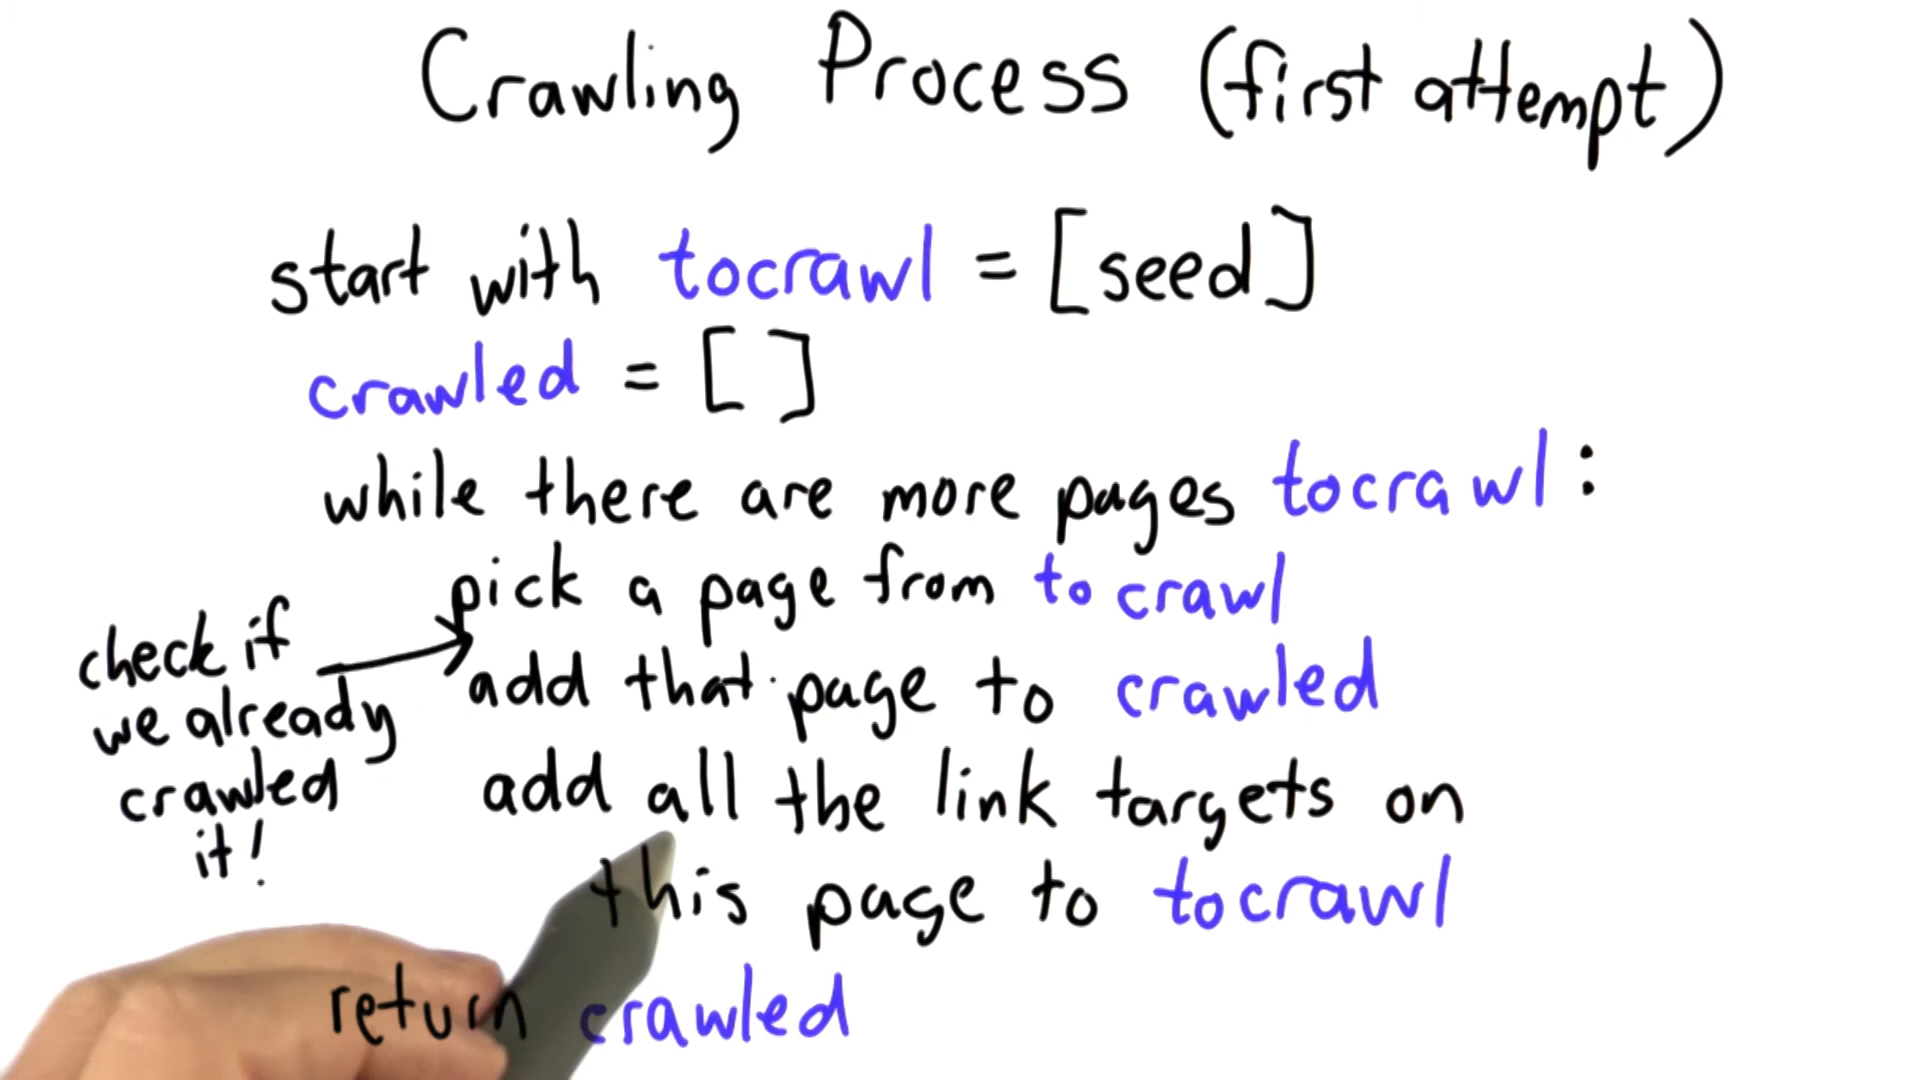 Crawling Process (first attempt)
start with tocrawl = [seed]
crawled = []
while there are more pages tocrawl:
pick a page from tocrawl
add that page to crawled
add all the link targets on
this page to tocrawl
return crawled
check if
we already
crawled
it!